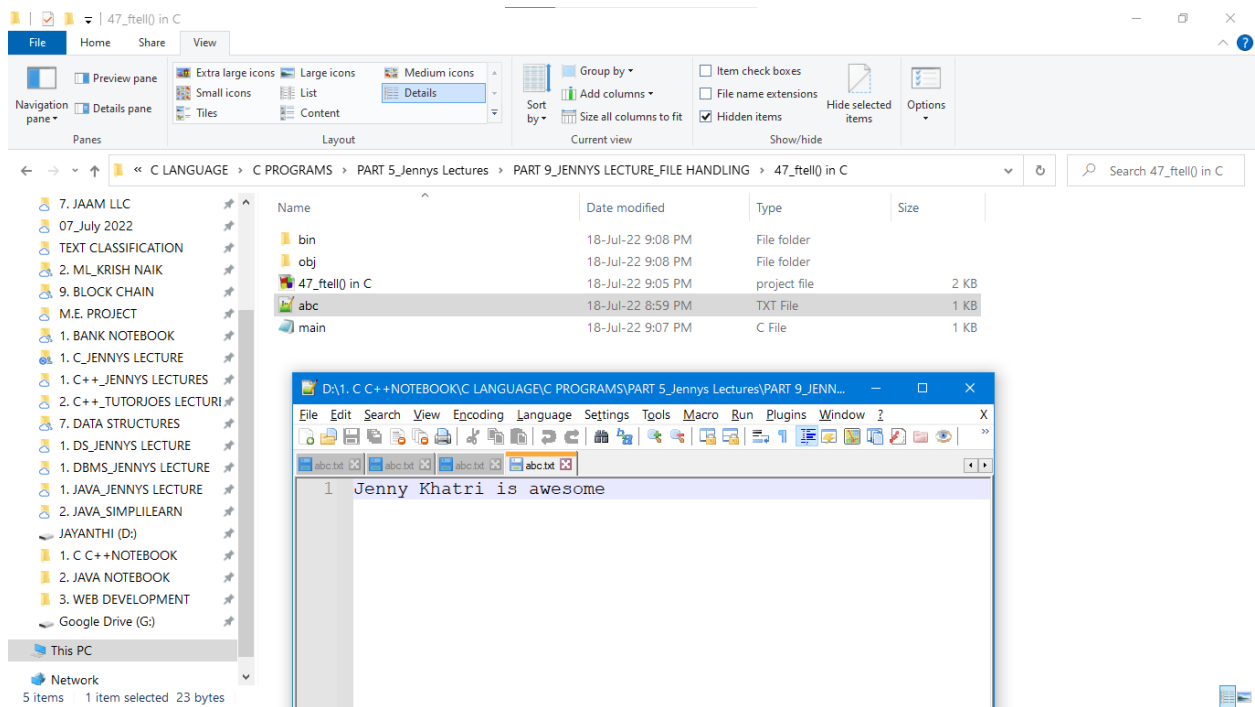 47_ftell() in C
File Home Share View
Navigation pane
Preview pane
Details pane
Panes
Extra large icons Large icons Medium icons
Small icons List Details
Tiles Content
Layout
Sort by
Group by
Add columns
Size all columns to fit
Current view
Item check boxes
File name extensions
Hidden items
Hide selected items
Show/hide
Options
« C LANGUAGE › C PROGRAMS › PART 5_Jennys Lectures › PART 9_JENNYS LECTURE_FILE HANDLING › 47_ftell() in C
Search 47_ftell() in C
7. JAAM LLC
07_July 2022
TEXT CLASSIFICATION
2. ML_KRISH NAIK
9. BLOCK CHAIN
M.E. PROJECT
1. BANK NOTEBOOK
1. C_JENNYS LECTURE
1. C++_JENNYS LECTURES
2. C++_TUTORJOES LECTURI
7. DATA STRUCTURES
1. DS_JENNYS LECTURE
1. DBMS_JENNYS LECTURE
1. JAVA_JENNYS LECTURE
2. JAVA_SIMPLILEARN
JAYANTHI (D:)
1. C C++NOTEBOOK
2. JAVA NOTEBOOK
3. WEB DEVELOPMENT
Google Drive (G:)
This PC
Network
Name Date modified Type Size
bin 18-Jul-22 9:08 PM File folder
obj 18-Jul-22 9:08 PM File folder
47_ftell() in C 18-Jul-22 9:05 PM project file 2 KB
abc 18-Jul-22 8:59 PM TXT File 1 KB
main 18-Jul-22 9:07 PM C File 1 KB
D:\1. C C++NOTEBOOK\C LANGUAGE\C PROGRAMS\PART 5_Jennys Lectures\PART 9_JENN...
File Edit Search View Encoding Language Settings Tools Macro Run Plugins Window ? X
abc.txt abc.txt abc.txt abc.txt
1 Jenny Khatri is awesome
5 items 1 item selected 23 bytes